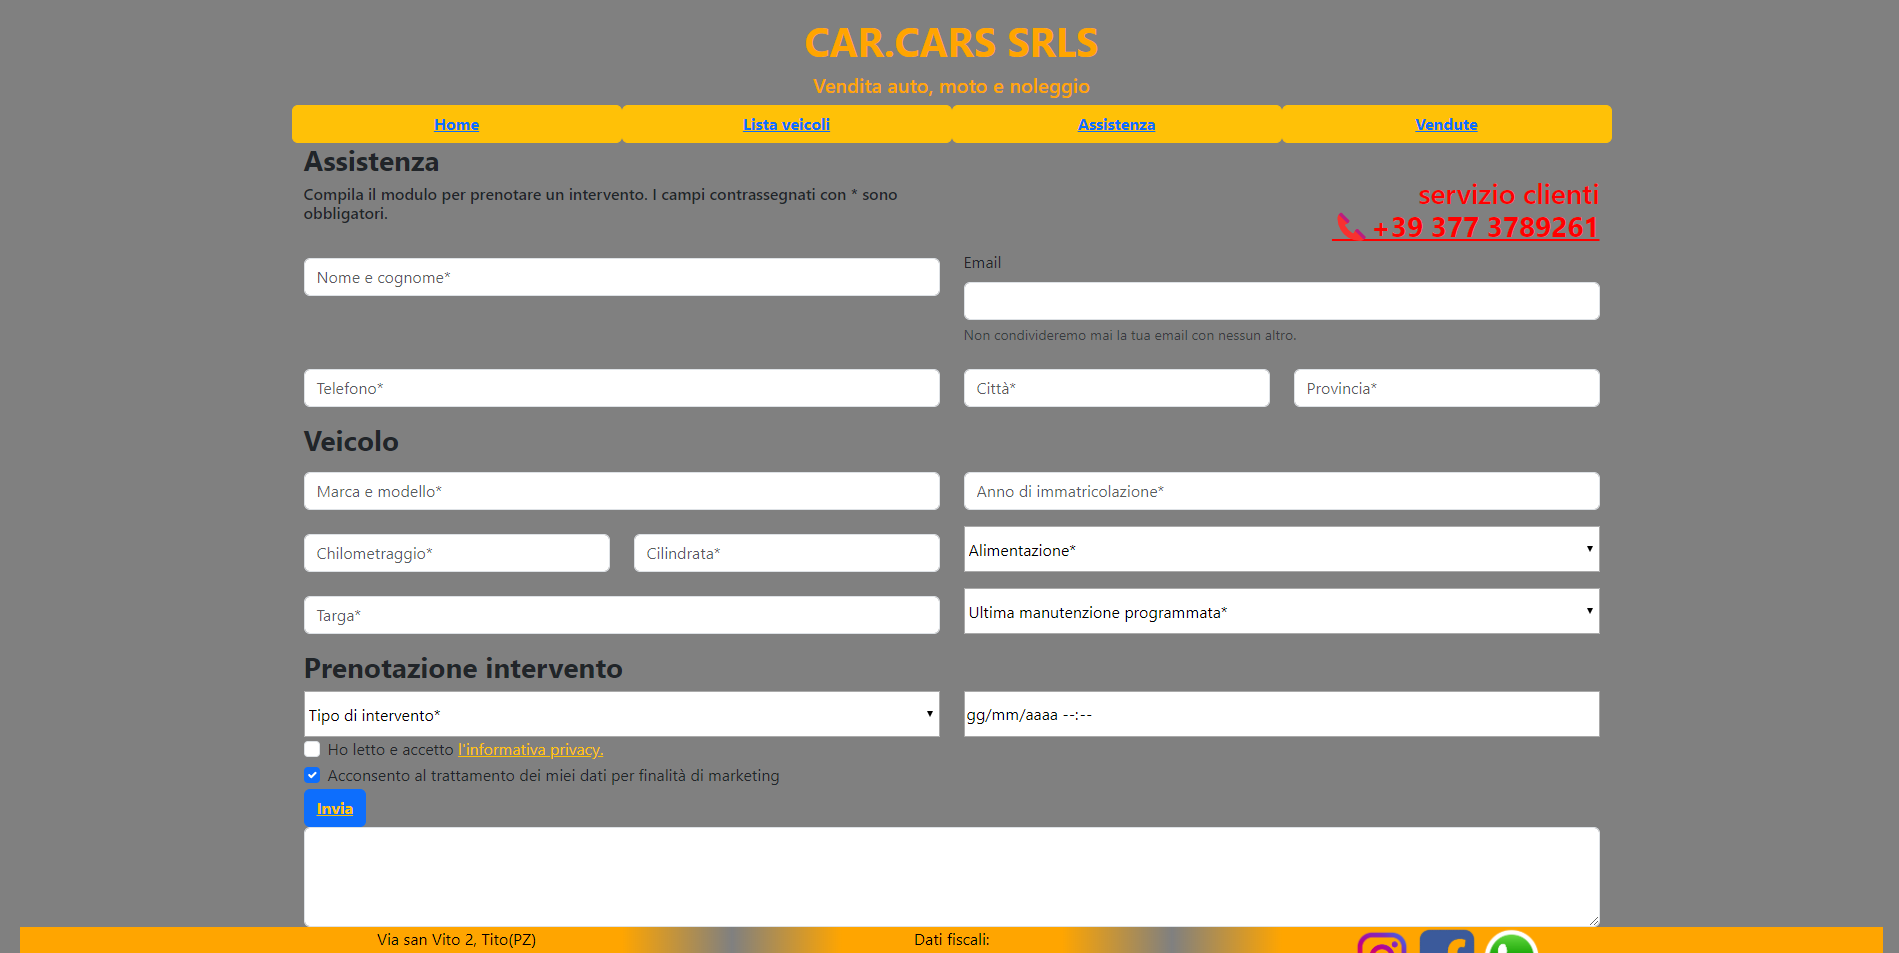 CAR.CARS SRLS
Vendita auto, moto e noleggio
Home
Lista veicoli
Assistenza
Vendute
Assistenza
Compila il modulo per prenotare un intervento. I campi contrassegnati con * sono
obbligatori.
servizio clienti
+39 377 3789261
Nome e cognome*
Email
Non condivideremo mai la tua email con nessun altro.
Telefono*
Città*
Provincia*
Veicolo
Marca e modello*
Anno di immatricolazione*
Chilometraggio*
Cilindrata*
Alimentazione*
Targa*
Ultima manutenzione programmata*
Prenotazione intervento
Tipo di intervento*
gg/mm/aaaa --:--
Ho letto e accetto l'informativa privacy.
Acconsento al trattamento dei miei dati per finalità di marketing
Invia
Via san Vito 2, Tito(PZ)
Dati fiscali: